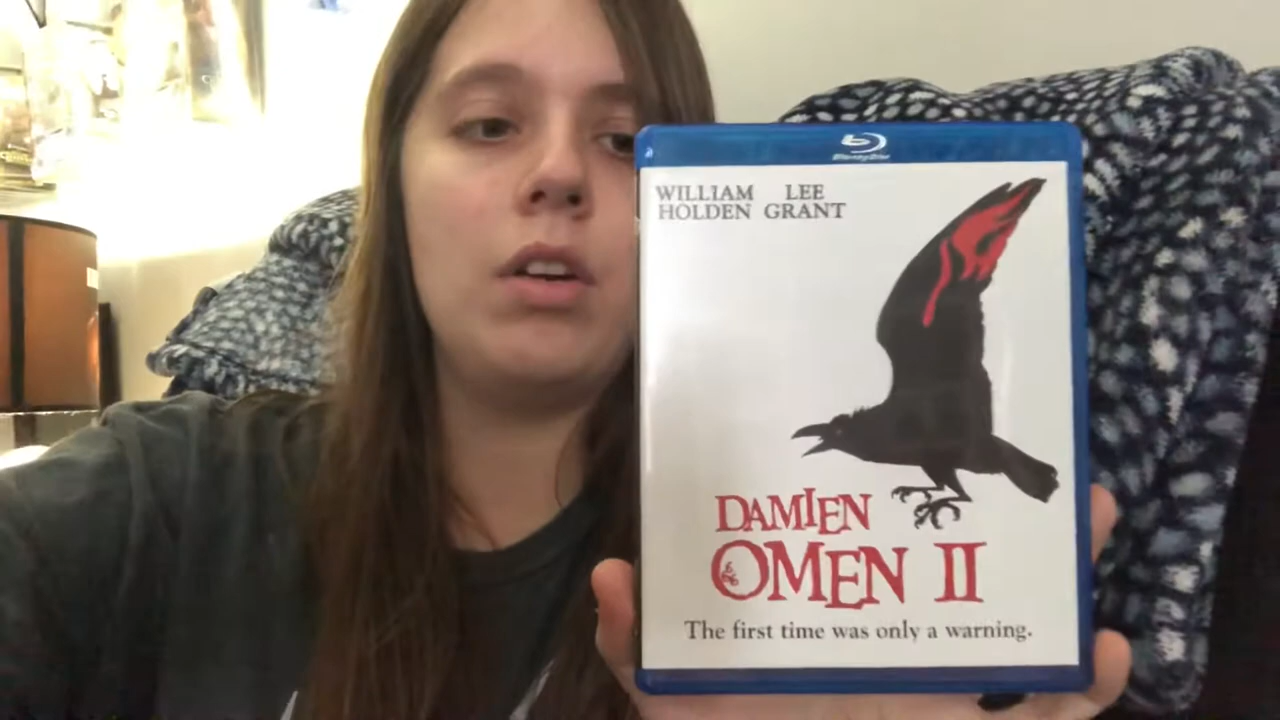 Blu-ray Disc
WILLIAM LEE
HOLDEN GRANT
DAMIEN
OMEN II
The first time was only a warning.